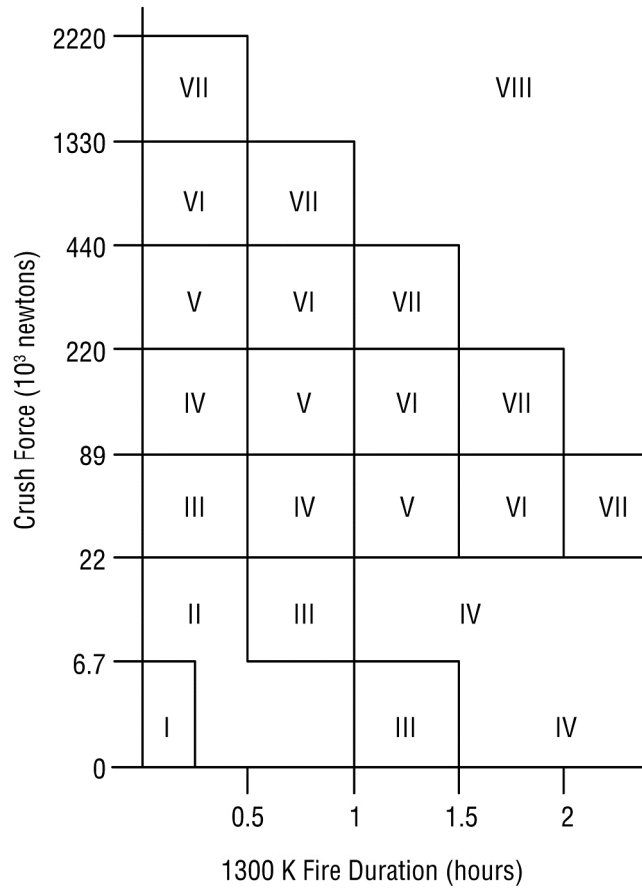 2220
VII
VIII
1330
VI
VII
440
V
VI
VII
220
IV
V
VI
VII
89
III
IV
V
VI
VII
22
II
III
IV
6.7
I
III
IV
0
0.5
1
1.5
2
Crush Force (10³ newtons)
1300 K Fire Duration (hours)